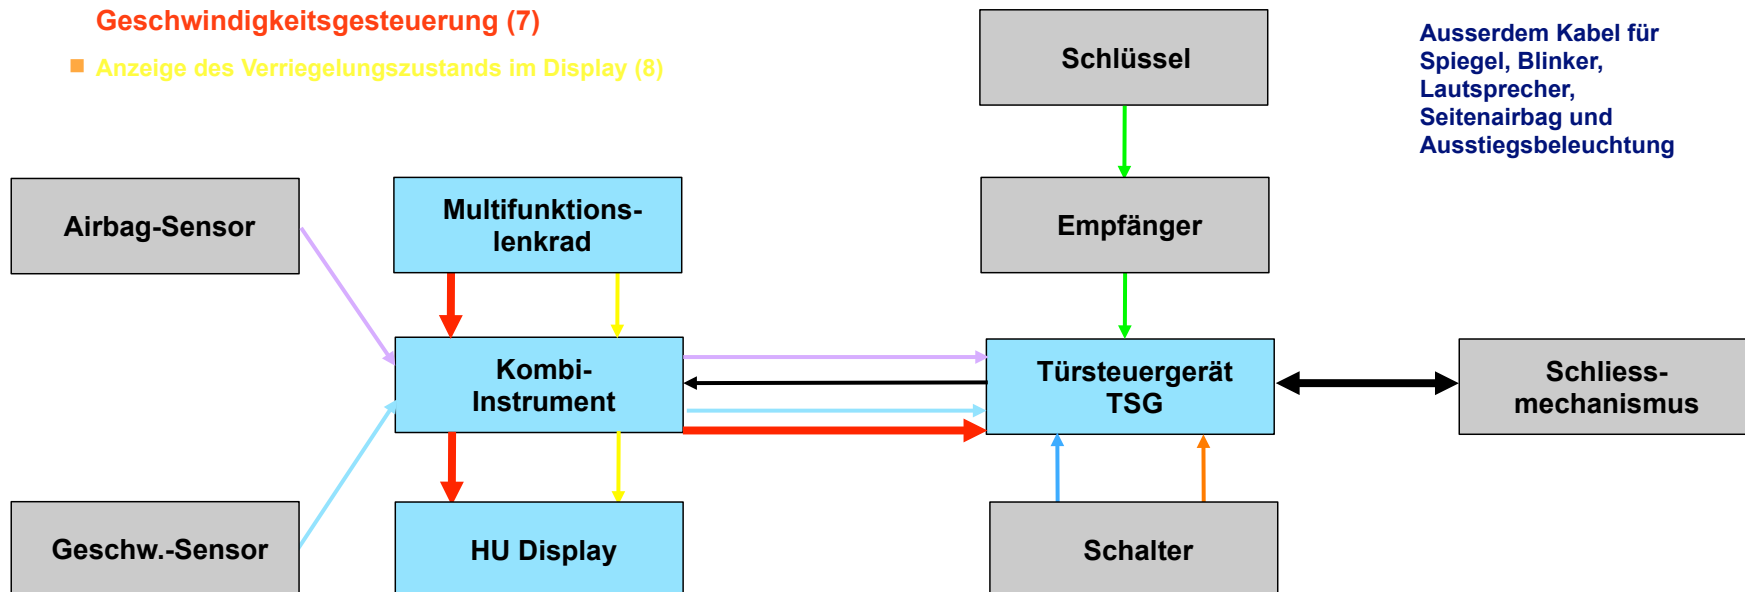 Geschwindigkeitsgesteuerung (7)
Anzeige des Verriegelungszustands im Display (8)
Ausserdem Kabel für
Spiegel, Blinker,
Lautsprecher,
Seitenairbag und
Ausstiegsbeleuchtung
Schlüssel
Airbag-Sensor
Multifunktions-
lenkrad
Empfänger
Kombi-
Instrument
Türsteuergerät
TSG
Schliess-
mechanismus
Geschw.-Sensor
HU Display
Schalter